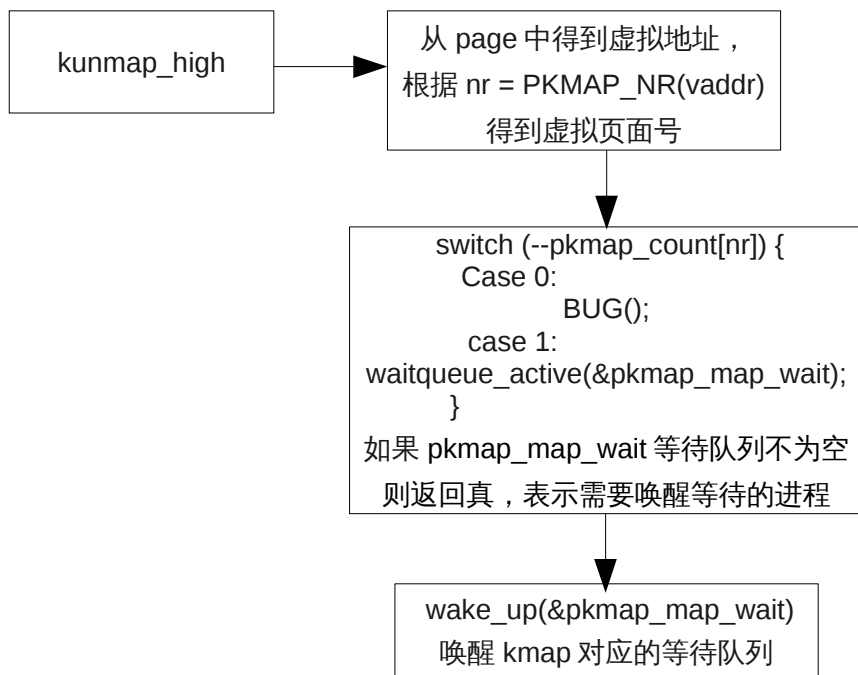 kunmap_high
从 page 中得到虚拟地址，
根据 nr = PKMAP_NR(vaddr)
得到虚拟页面号
switch (--pkmap_count[nr]) {
Case 0:
BUG();
case 1:
waitqueue_active(&pkmap_map_wait);
}
如果 pkmap_map_wait 等待队列不为空
则返回真，表示需要唤醒等待的进程
wake_up(&pkmap_map_wait)
唤醒 kmap 对应的等待队列